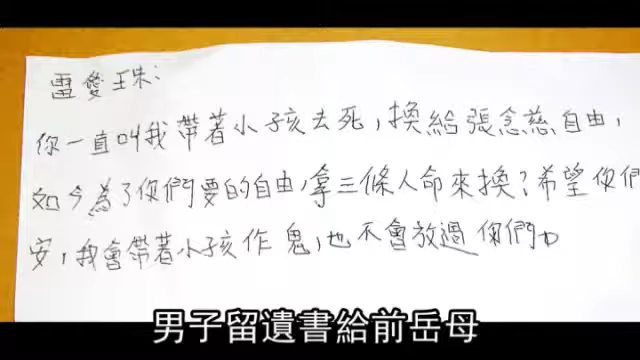 雷雙珠：
你一直叫我帶著小孩去死，換給張念慈自由，
如今為了你們要的自由，拿三條人命來換？希望你們
安，我會帶著小孩作鬼，也不會放過你們
男子留遺書給前岳母